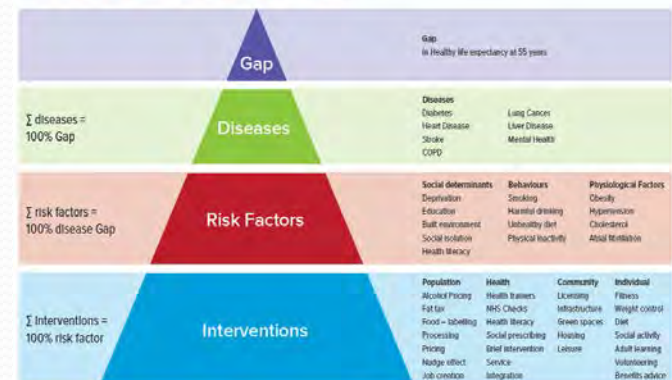 Gap
Gap
in Healthy life expectancy at 55 years
∑ diseases =
100% Gap
Diseases
Diseases
Diabetes
Heart Disease
Stroke
COPD
Lung Cancer
Liver Disease
Mental Health
∑ risk factors =
100% disease Gap
Risk Factors
Social determinants
Deprivation
Education
Built environment
Social isolation
Health literacy
Behaviours
Smoking
Harmful drinking
Unhealthy diet
Physical inactivity
Physiological Factors
Obesity
Hypertension
Cholesterol
Atrial fibrillation
∑ Interventions =
100% risk factor
Interventions
Population
Alcohol Pricing
Fat tax
Food – labelling
Processing
Pricing
Nudge effect
Job creation
Health
Health trainers
NHS Checks
Health literacy
Social prescribing
Brief intervention
Service
Integration
Community
Licensing
Infrastructure
Green spaces
Housing
Leisure
Individual
Fitness
Weight control
Diet
Social activity
Adult learning
Volunteering
Benefits advice